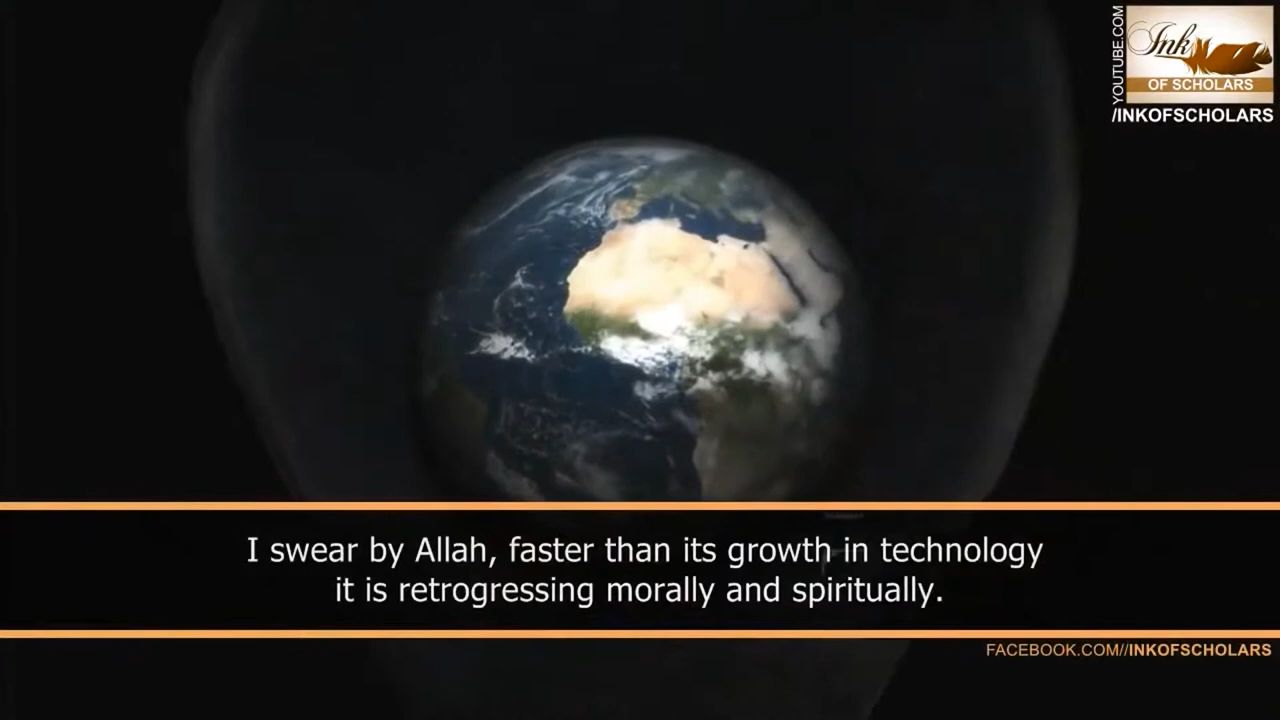 YOUTUBE.COM
Ink
OF SCHOLARS
/INKOFSCHOLARS
I swear by Allah, faster than its growth in technology
it is retrogressing morally and spiritually.
FACEBOOK.COM//INKOFSCHOLARS